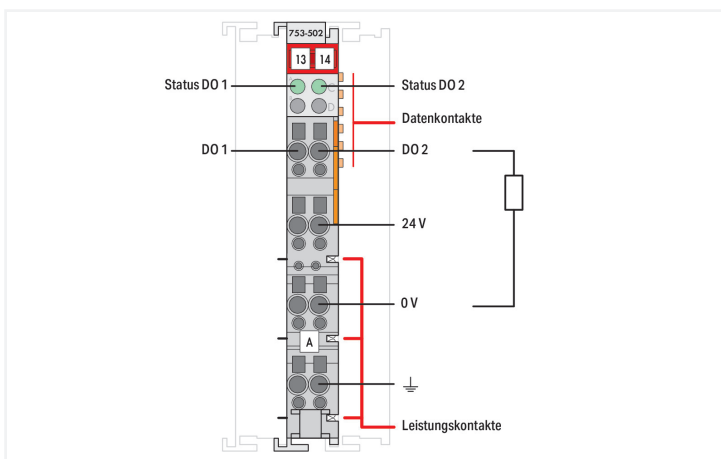 753-502
13 14
Status DO 1
Status DO 2
C
D
Datenkontakte
DO 1
DO 2
24 V
0 V
A
Leistungskontakte